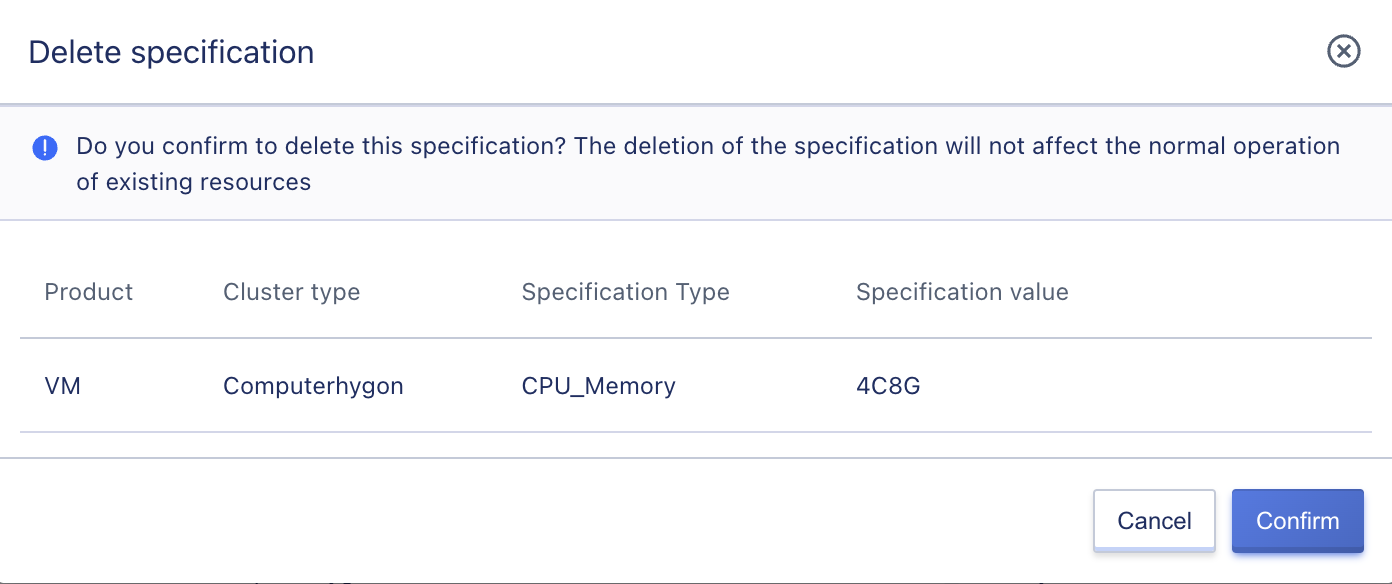 Delete specification
Do you confirm to delete this specification? The deletion of the specification will not affect the normal operation
of existing resources
Product Cluster type Specification Type Specification value
VM Computerhygon CPU_Memory 4C8G
Cancel Confirm